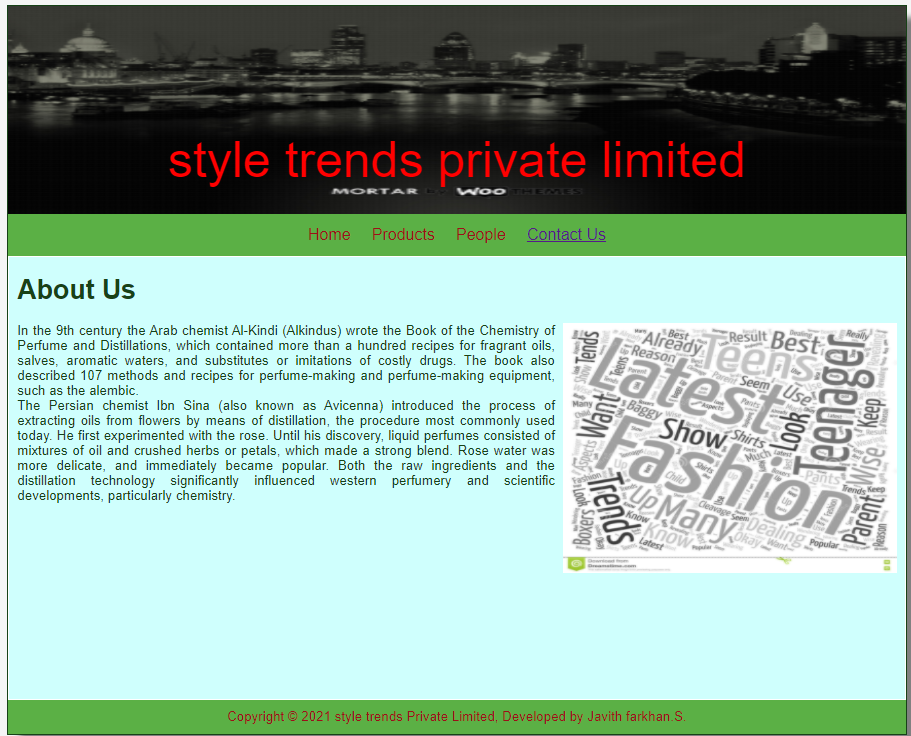 style trends private limited
MORTAR BY WOO THEMES
Home Products People Contact Us
About Us
In the 9th century the Arab chemist Al-Kindi (Alkindus) wrote the Book of the Chemistry of
Perfume and Distillations, which contained more than a hundred recipes for fragrant oils,
salves, aromatic waters, and substitutes or imitations of costly drugs. The book also
described 107 methods and recipes for perfume-making and perfume-making equipment,
such as the alembic.
The Persian chemist Ibn Sina (also known as Avicenna) introduced the process of
extracting oils from flowers by means of distillation, the procedure most commonly used
today. He first experimented with the rose. Until his discovery, liquid perfumes consisted of
mixtures of oil and crushed herbs or petals, which made a strong blend. Rose water was
more delicate, and immediately became popular. Both the raw ingredients and the
distillation technology significantly influenced western perfumery and scientific
developments, particularly chemistry.
Latest
Fashion
Teens
Teenager
Already
Reason
Result
Best
Really
Trends
Show
Want
Baggy
Shirts
Seem
Use
Look
Keep
Wise
Parent
Pants
Much
Child
Up
Many
Know
Dealing
Okay
Cleavage
Popular
Boxers
Trends
Latest
Reason
Download from
Dreamstime.com
Copyright © 2021 style trends Private Limited, Developed by Javith farkhan.S.